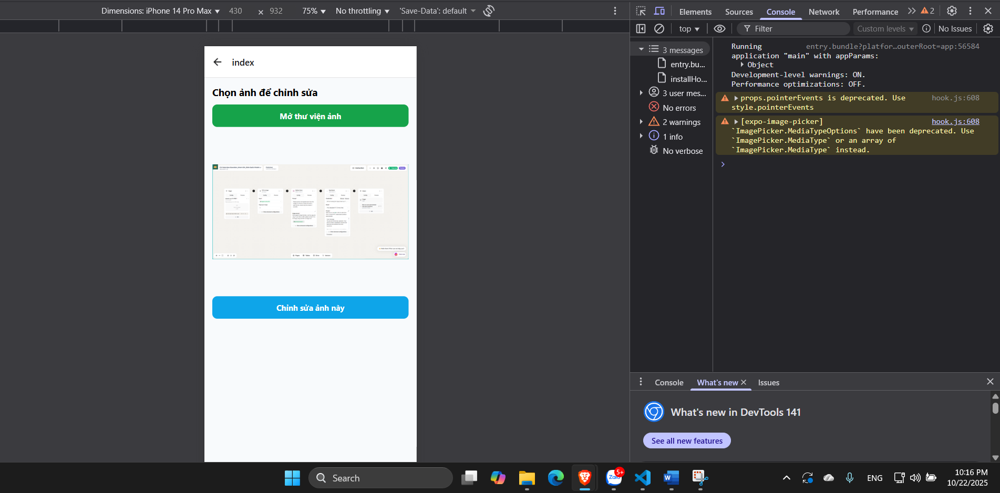 Dimensions: iPhone 14 Pro Max ▼ 430 × 932 75% ▼ No throttling ▼ 'Save-Data': default ▼
Elements Sources Console Network Performance 2
top ▼ Filter Custom levels ▼ No Issues
index
Chọn ảnh để chỉnh sửa
Mở thư viện ảnh
Chỉnh sửa ảnh này
3 messages
entry.bu...
installHo...
3 user mes...
No errors
2 warnings
1 info
No verbose
Running entry.bundle?platfor…outerRoot=app:56584
application "main" with appParams:
Object
Development-level warnings: ON.
Performance optimizations: OFF.
props.pointerEvents is deprecated. Use hook.js:608
style.pointerEvents
[expo-image-picker] hook.js:608
`ImagePicker.MediaTypeOptions` have been deprecated. Use
`ImagePicker.MediaType` or an array of
`ImagePicker.MediaType` instead.
Console What's new Issues
What's new in DevTools 141
See all new features
Search
Zalo 5+
ENG
10:16 PM
10/22/2025